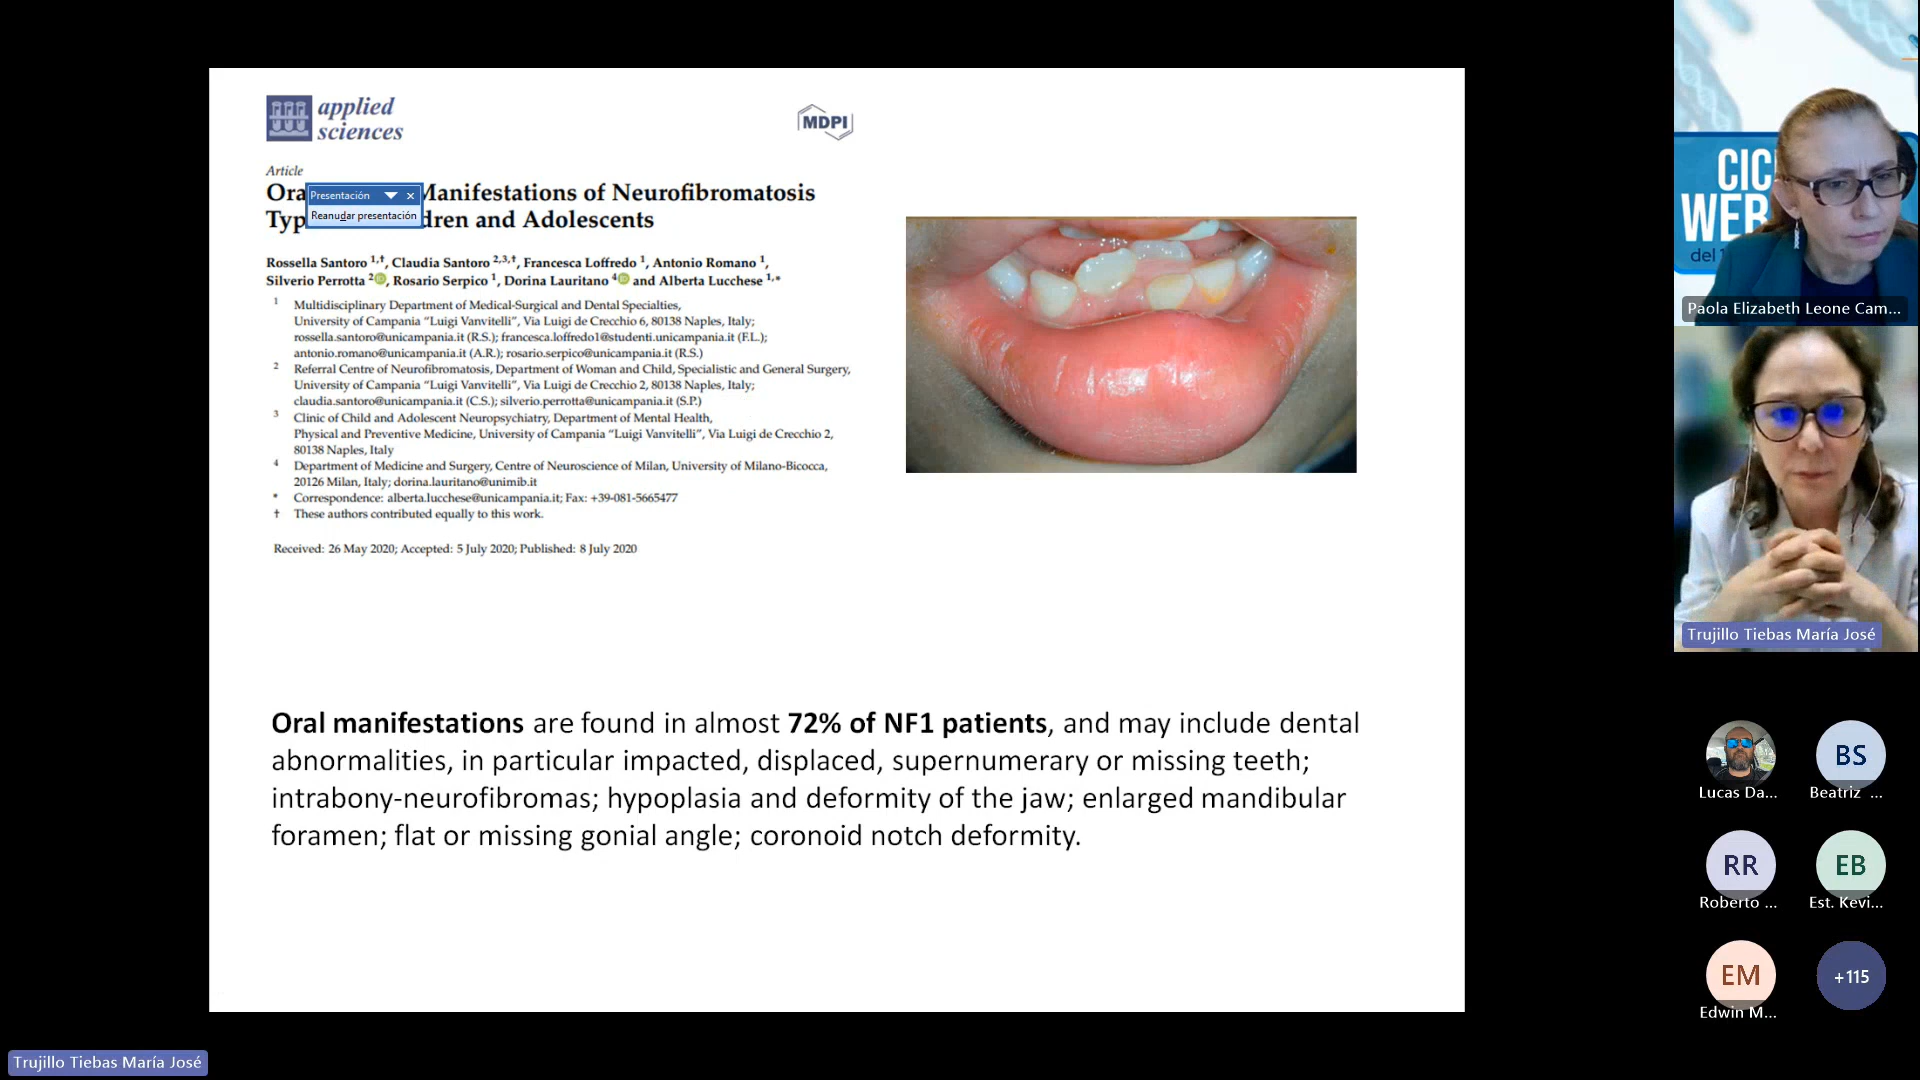 applied
sciences
MDPI
Article
Ora Manifestations of Neurofibromatosis
Typ dren and Adolescents
Presentación
Reanudar presentación
Rossella Santoro 1,†, Claudia Santoro 2,3,†, Francesca Loffredo 1, Antonio Romano 1,
Silverio Perrotta 2, Rosario Serpico 1, Dorina Lauritano 4 and Alberta Lucchese 1,*
1 Multidisciplinary Department of Medical-Surgical and Dental Specialties,
University of Campania “Luigi Vanvitelli”, Via Luigi de Crecchio 6, 80138 Naples, Italy;
rossella.santoro@unicampania.it (R.S.); francesca.loffredo1@studenti.unicampania.it (F.L.);
antonio.romano@unicampania.it (A.R.); rosario.serpico@unicampania.it (R.S.)
2 Referral Centre of Neurofibromatosis, Department of Woman and Child, Specialistic and General Surgery,
University of Campania “Luigi Vanvitelli”, Via Luigi de Crecchio 2, 80138 Naples, Italy;
claudia.santoro@unicampania.it (C.S.); silverio.perrotta@unicampania.it (S.P.)
3 Clinic of Child and Adolescent Neuropsychiatry, Department of Mental Health,
Physical and Preventive Medicine, University of Campania “Luigi Vanvitelli”, Via Luigi de Crecchio 2,
80138 Naples, Italy
4 Department of Medicine and Surgery, Centre of Neuroscience of Milan, University of Milano-Bicocca,
20126 Milan, Italy; dorina.lauritano@unimib.it
* Correspondence: alberta.lucchese@unicampania.it; Fax: +39-081-5665477
† These authors contributed equally to this work.
Received: 26 May 2020; Accepted: 5 July 2020; Published: 8 July 2020
Oral manifestations are found in almost 72% of NF1 patients, and may include dental
abnormalities, in particular impacted, displaced, supernumerary or missing teeth;
intrabony-neurofibromas; hypoplasia and deformity of the jaw; enlarged mandibular
foramen; flat or missing gonial angle; coronoid notch deformity.
CIC
WEB
del 1
Paola Elizabeth Leone Cam...
Trujillo Tiebas María José
Lucas Da...
BS
Beatriz ...
RR
Roberto ...
EB
Est. Kevi...
EM
Edwin M...
+115
Trujillo Tiebas María José